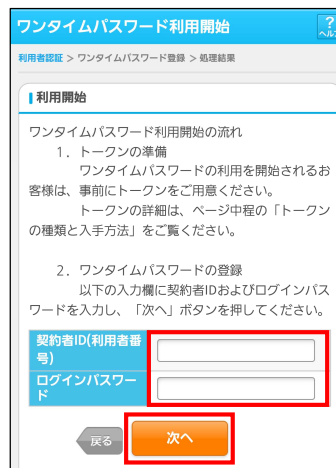 ワンタイムパスワード利用開始
?
ヘル
利用者認証 > ワンタイムパスワード登録 > 処理結果
利用開始
ワンタイムパスワード利用開始の流れ
1．トークンの準備
ワンタイムパスワードの利用を開始されるお
客様は、事前にトークンをご用意ください。
トークンの詳細は、ページ中程の「トークン
の種類と入手方法」をご覧ください。
2．ワンタイムパスワードの登録
以下の入力欄に契約者IDおよびログインパス
ワードを入力し、「次へ」ボタンを押してください。
契約者ID(利用者番
号)
ログインパスワー
ド
戻る
次へ